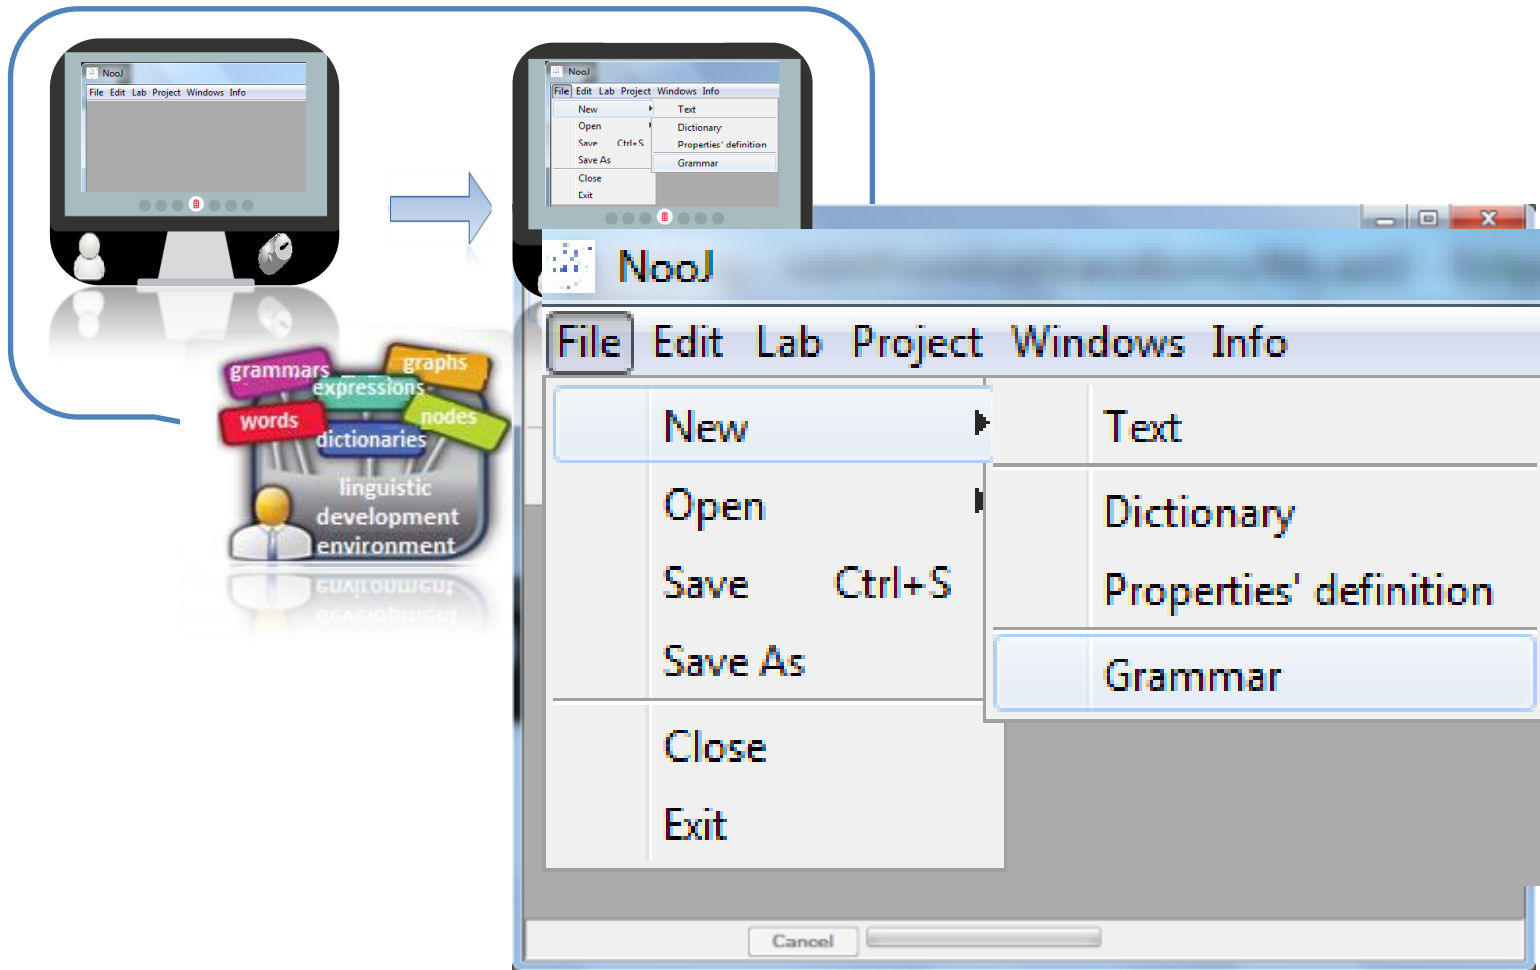 NooJ
File Edit Lab Project Windows Info
NooJ
File Edit Lab Project Windows Info
New Text
Open Dictionary
Save Ctrl+S Properties' definition
Save As Grammar
Close
Exit
grammars
graphs
expressions
words
nodes
dictionaries
linguistic
development
environment
environment
development
NooJ
File Edit Lab Project Windows Info
New Text
Open Dictionary
Save Ctrl+S Properties' definition
Save As Grammar
Close
Exit
Cancel